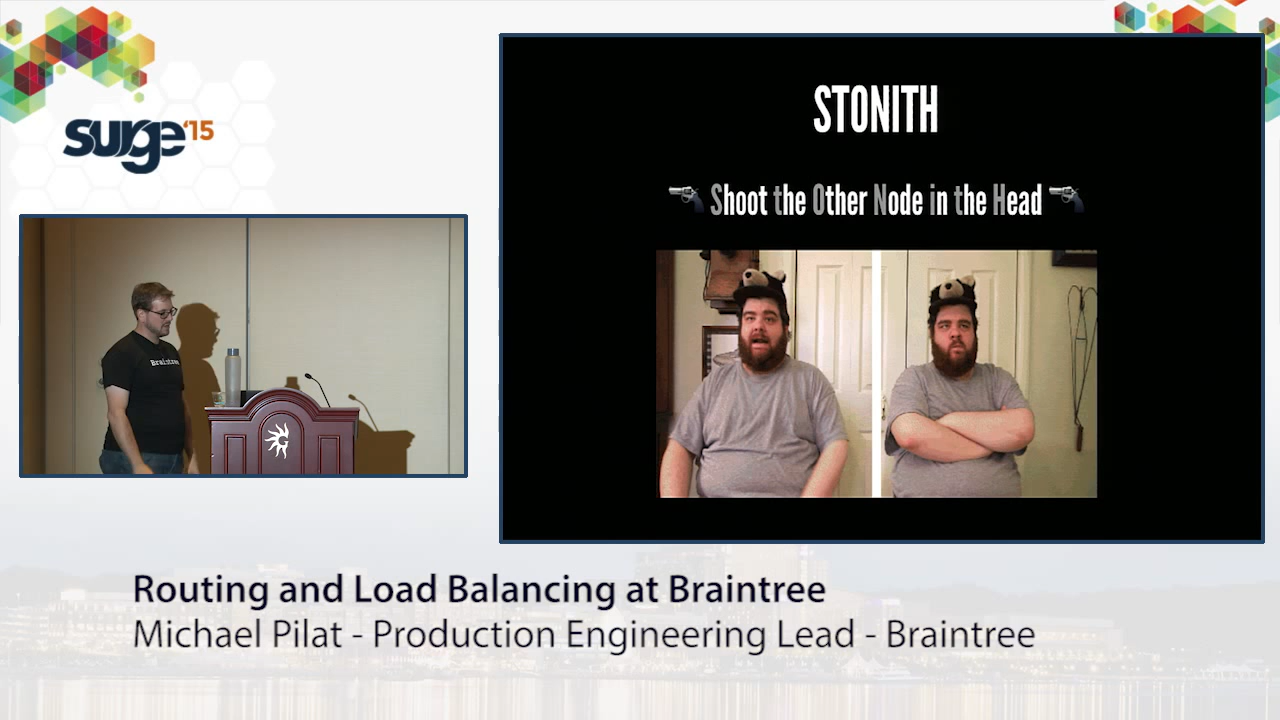 surge '15
STONITH
Shoot the Other Node in the Head
Braintree
Routing and Load Balancing at Braintree
Michael Pilat - Production Engineering Lead - Braintree